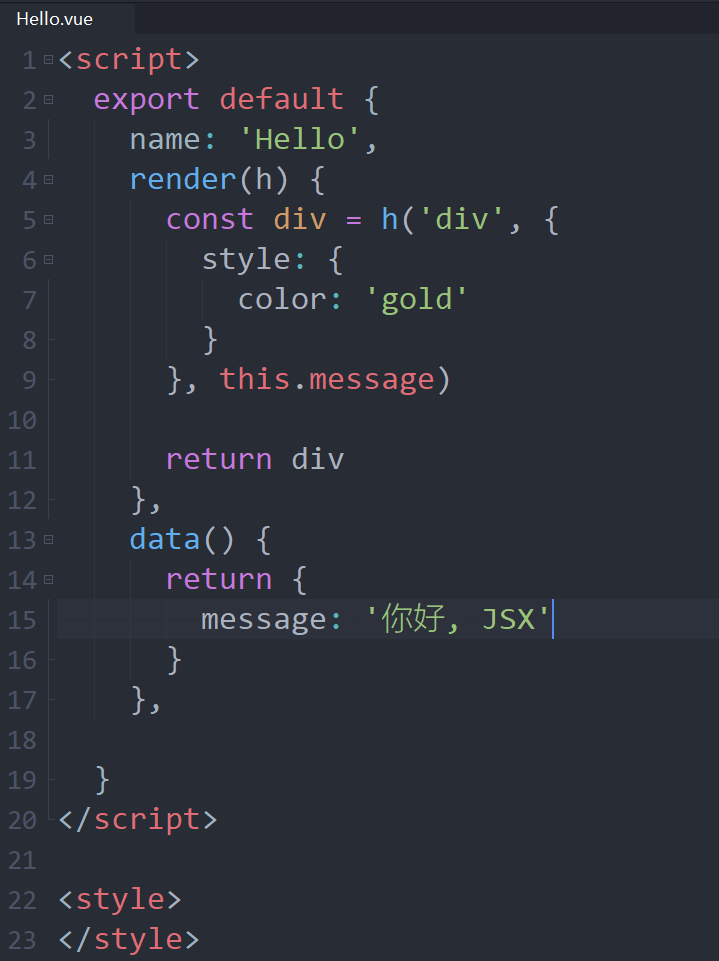 Hello.vue
1 <script>
2   export default {
3     name: 'Hello',
4     render(h) {
5       const div = h('div', {
6         style: {
7           color: 'gold'
8         }
9       }, this.message)
10
11       return div
12     },
13     data() {
14       return {
15         message: '你好, JSX'
16       }
17     },
18
19   }
20 </script>
21
22 <style>
23 </style>